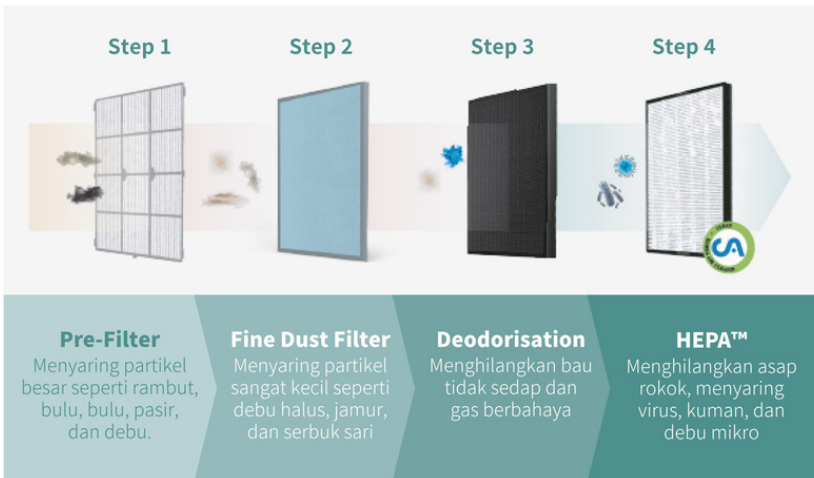 Step 1
Step 2
Step 3
Step 4
CA
Pre-Filter
Menyaring partikel
besar seperti rambut,
bulu, bulu, pasir,
dan debu.
Fine Dust Filter
Menyaring partikel
sangat kecil seperti
debu halus, jamur,
dan serbuk sari
Deodorisation
Menghilangkan bau
tidak sedap dan
gas berbahaya
HEPA™
Menghilangkan asap
rokok, menyaring
virus, kuman, dan
debu mikro